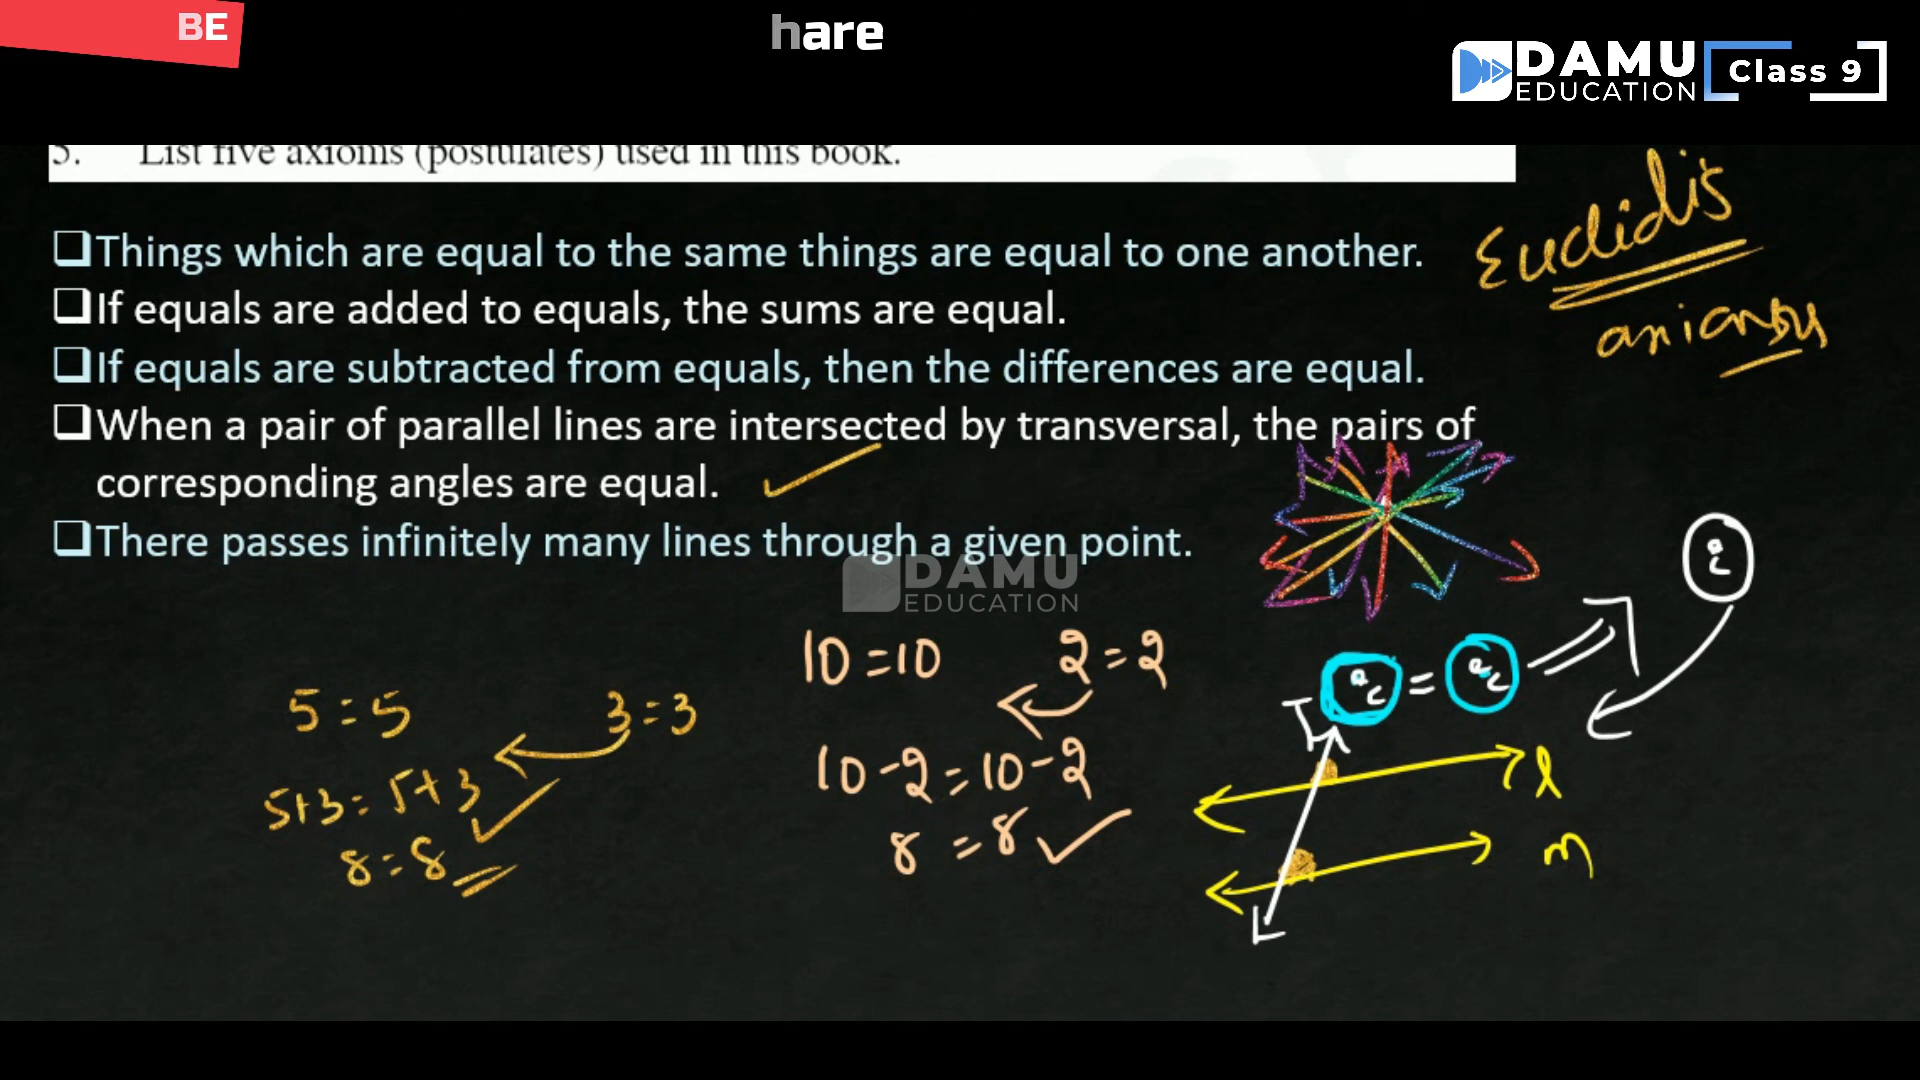 BE
hare
DAMU
EDUCATION
Class 9
5. List five axioms (postulates) used in this book.
Things which are equal to the same things are equal to one another.
If equals are added to equals, the sums are equal.
If equals are subtracted from equals, then the differences are equal.
When a pair of parallel lines are intersected by transversal, the pairs of
corresponding angles are equal.
There passes infinitely many lines through a given point.
DAMU
EDUCATION
Euclid's
5=5 3=3
5+3=5+3
8=8
10=10 2=2
10-2=10-2
8=8
l
m